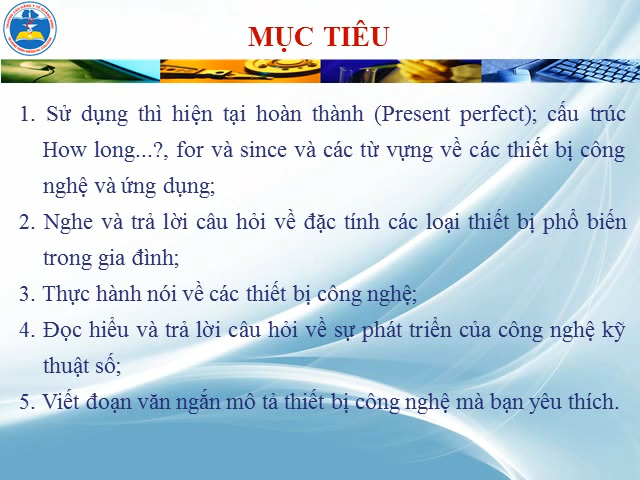 MỤC TIÊU
1. Sử dụng thì hiện tại hoàn thành (Present perfect); cấu trúc
How long...?, for và since và các từ vựng về các thiết bị công
nghệ và ứng dụng;
2. Nghe và trả lời câu hỏi về đặc tính các loại thiết bị phổ biến
trong gia đình;
3. Thực hành nói về các thiết bị công nghệ;
4. Đọc hiểu và trả lời câu hỏi về sự phát triển của công nghệ kỹ
thuật số;
5. Viết đoạn văn ngắn mô tả thiết bị công nghệ mà bạn yêu thích.